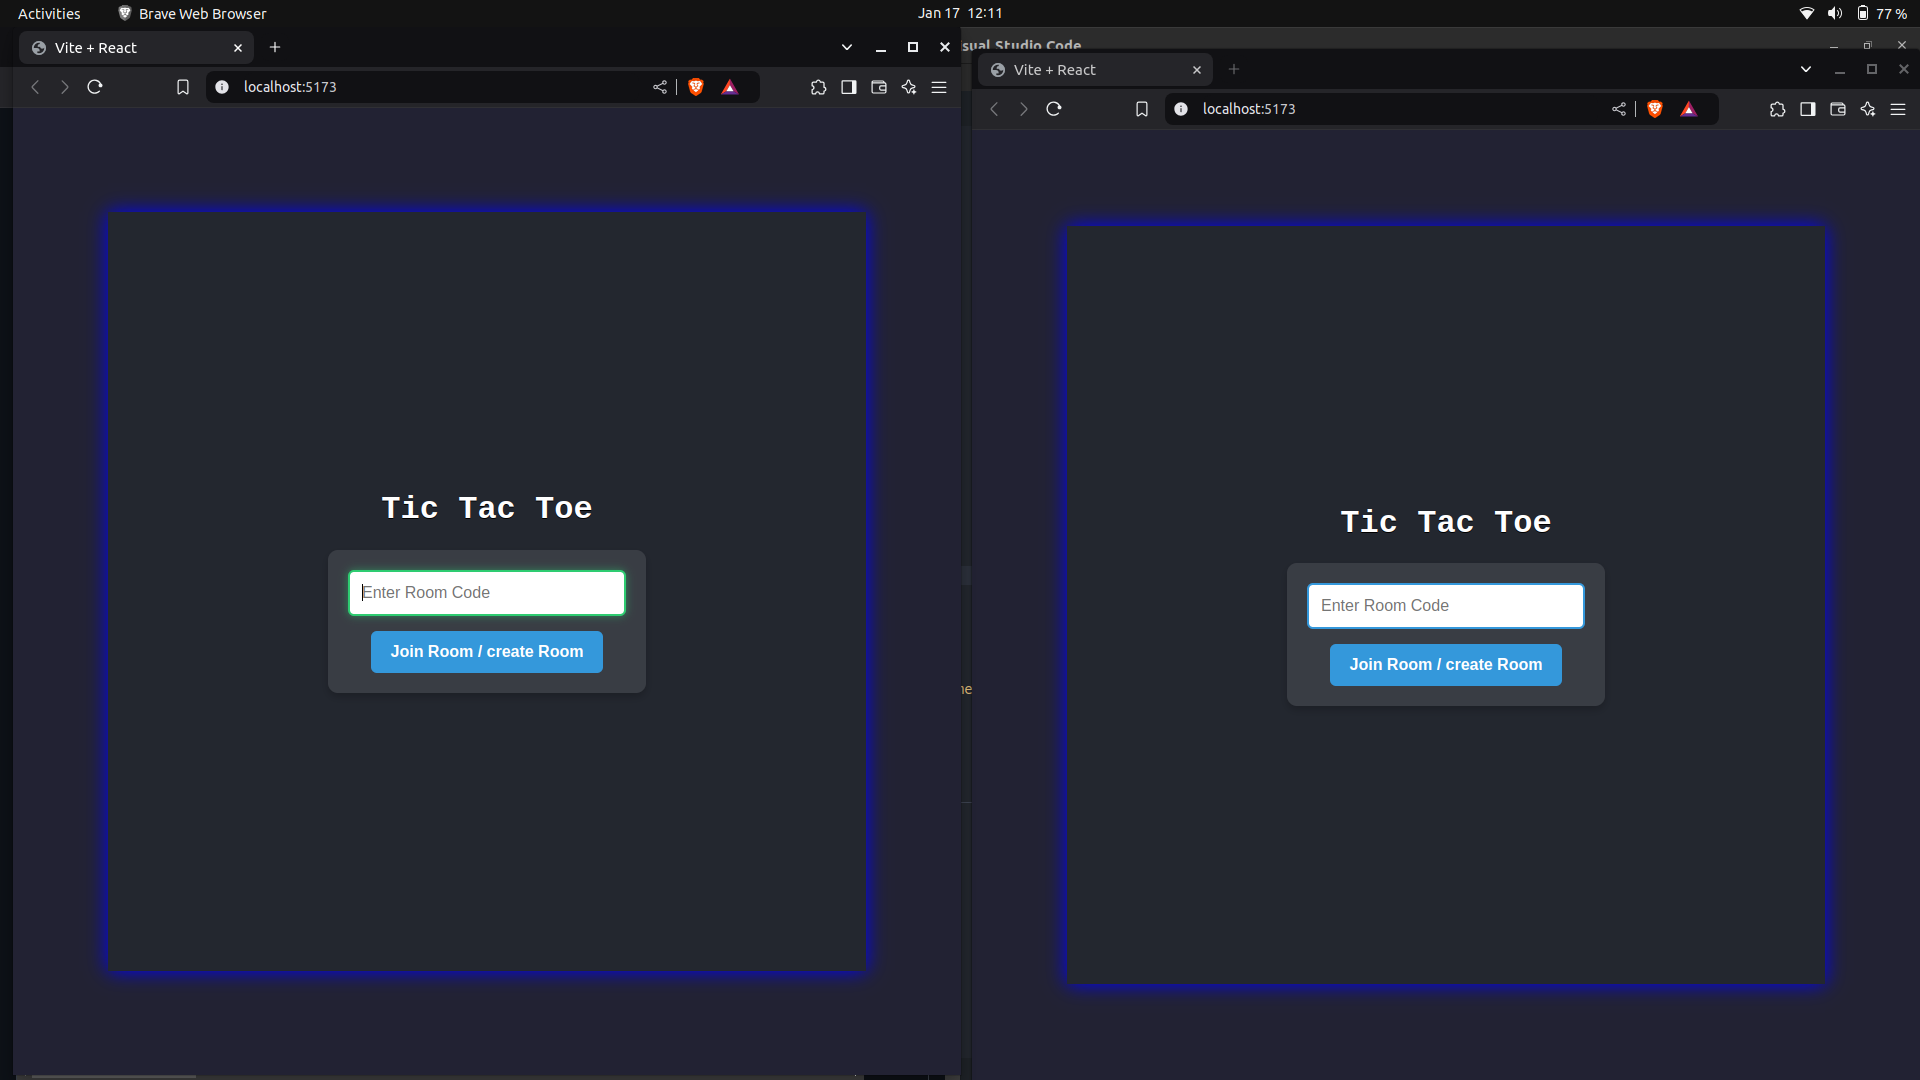 Activities
Brave Web Browser
Jan 17 12:11
77 %
Vite + React
localhost:5173
Tic Tac Toe
Enter Room Code
Join Room / create Room
sual Studio Code
Vite + React
localhost:5173
Tic Tac Toe
Enter Room Code
Join Room / create Room
ne